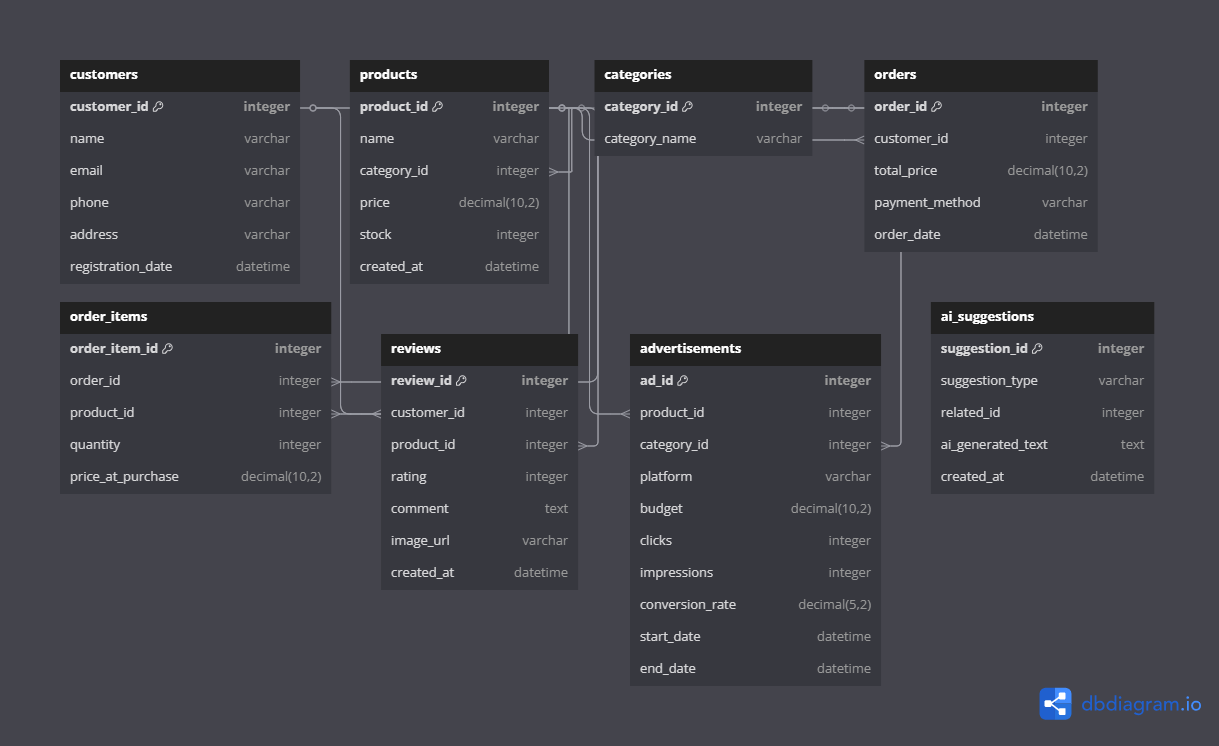 customers
customer_id integer
name varchar
email varchar
phone varchar
address varchar
registration_date datetime
products
product_id integer
name varchar
category_id integer
price decimal(10,2)
stock integer
created_at datetime
categories
category_id integer
category_name varchar
orders
order_id integer
customer_id integer
total_price decimal(10,2)
payment_method varchar
order_date datetime
order_items
order_item_id integer
order_id integer
product_id integer
quantity integer
price_at_purchase decimal(10,2)
reviews
review_id integer
customer_id integer
product_id integer
rating integer
comment text
image_url varchar
created_at datetime
advertisements
ad_id integer
product_id integer
category_id integer
platform varchar
budget decimal(10,2)
clicks integer
impressions integer
conversion_rate decimal(5,2)
start_date datetime
end_date datetime
ai_suggestions
suggestion_id integer
suggestion_type varchar
related_id integer
ai_generated_text text
created_at datetime
dbdiagram.io